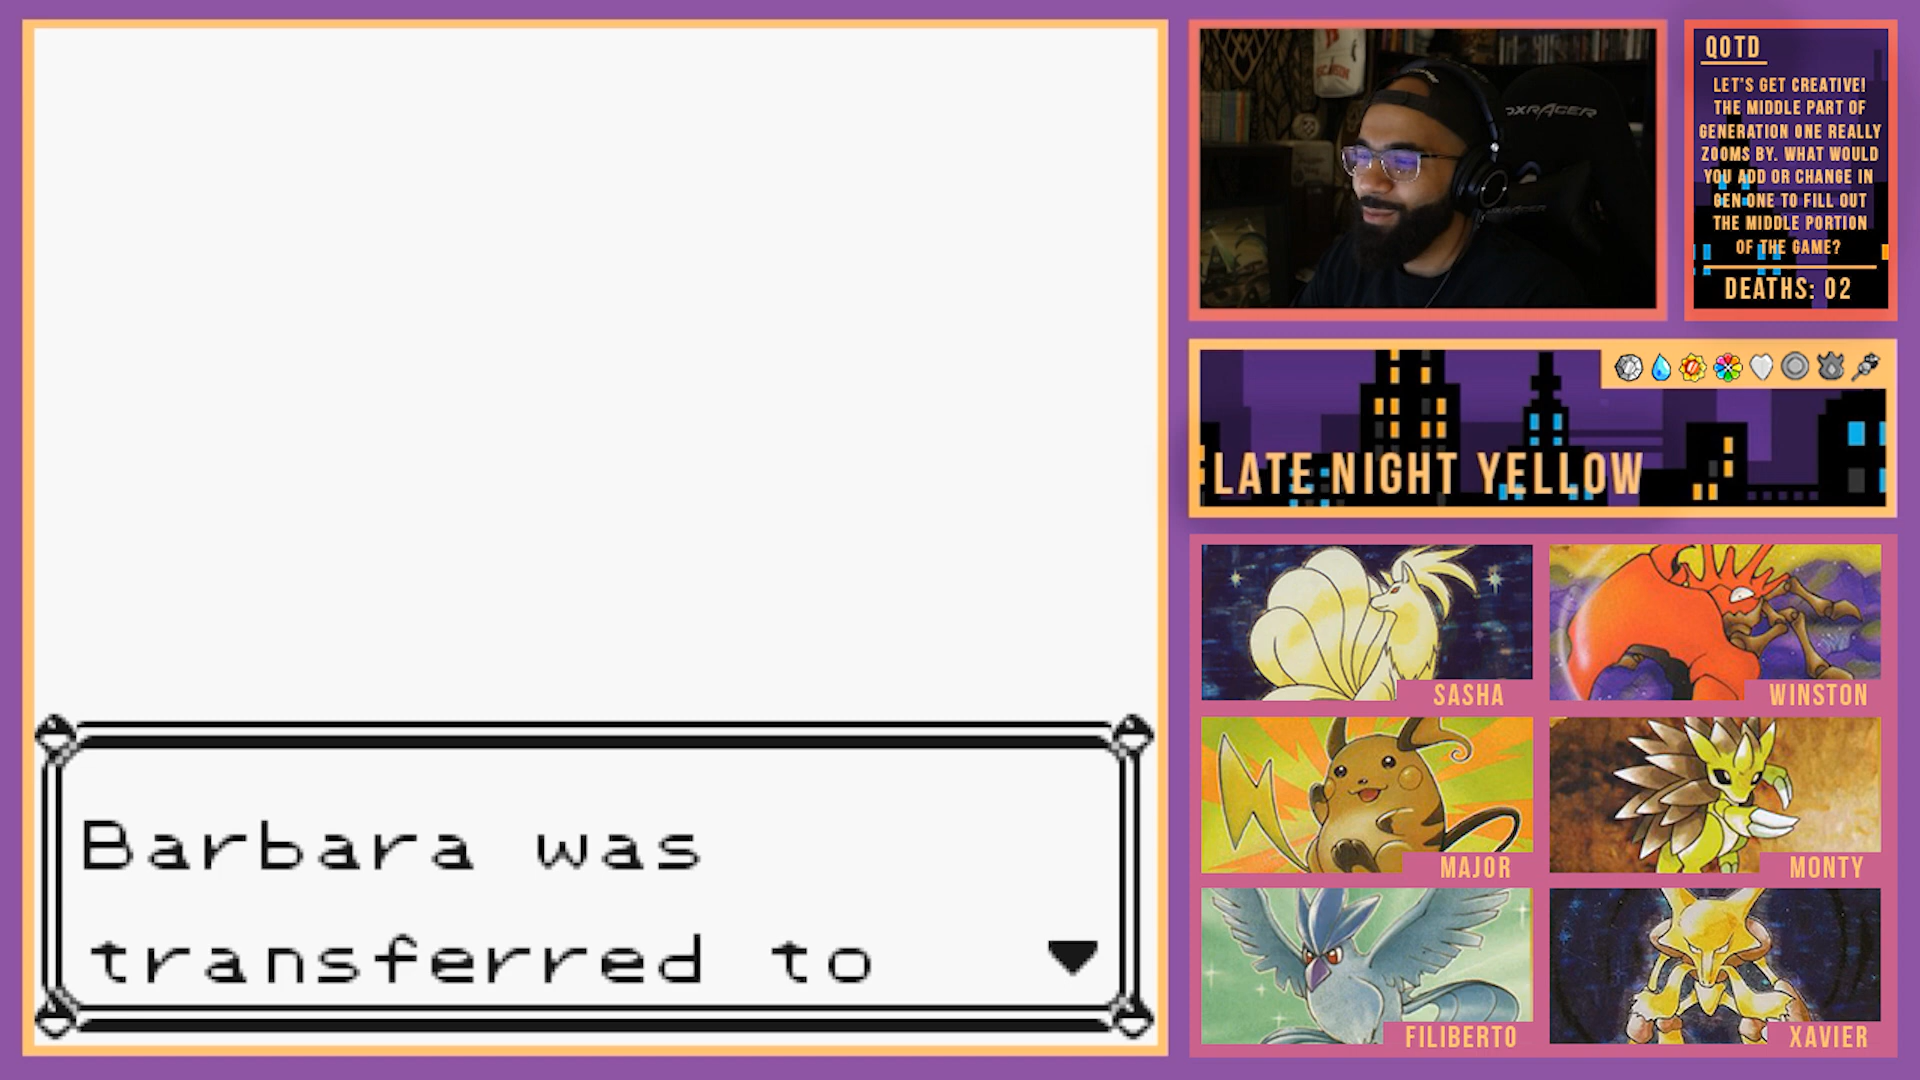 Barbara was
transferred to
DXRACER
QOTD
LET'S GET CREATIVE!
THE MIDDLE PART OF
GENERATION ONE REALLY
ZOOMS BY. WHAT WOULD
YOU ADD OR CHANGE IN
GEN ONE TO FILL OUT
THE MIDDLE PORTION
OF THE GAME?
DEATHS: 02
LATE NIGHT YELLOW
SASHA
WINSTON
MAJOR
MONTY
FILIBERTO
XAVIER